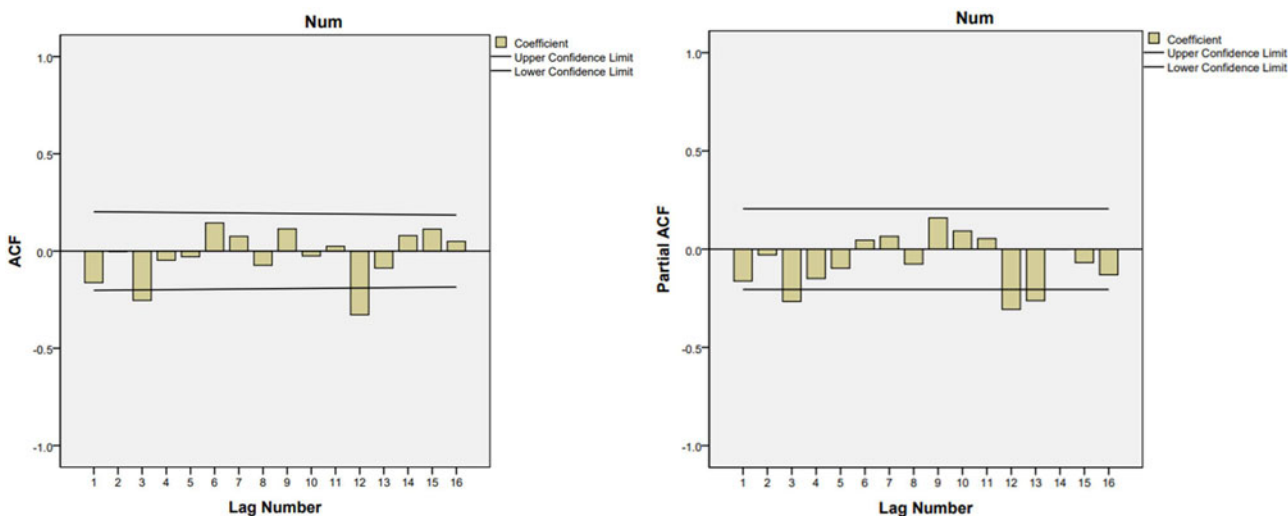 Num
Coefficient
Upper Confidence Limit
Lower Confidence Limit
1.0
0.5
0.0
-0.5
-1.0
ACF
1 2 3 4 5 6 7 8 9 10 11 12 13 14 15 16
Lag Number
Num
Coefficient
Upper Confidence Limit
Lower Confidence Limit
1.0
0.5
0.0
-0.5
-1.0
Partial ACF
1 2 3 4 5 6 7 8 9 10 11 12 13 14 15 16
Lag Number